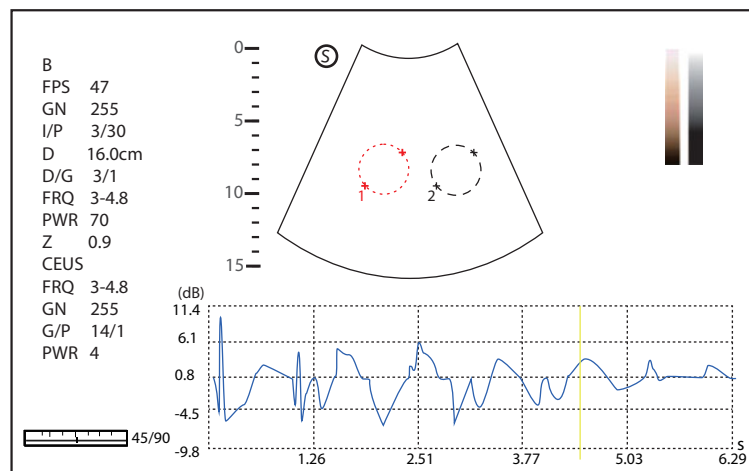 B
FPS 47
GN 255
I/P 3/30
D 16.0cm
D/G 3/1
FRQ 3-4.8
PWR 70
Z 0.9
CEUS
FRQ 3-4.8
GN 255
G/P 14/1
PWR 4
45/90
0
5
10
15
S
1
2
(dB)
11.4
6.1
0.8
-4.5
-9.8
1.26
2.51
3.77
5.03
6.29
S